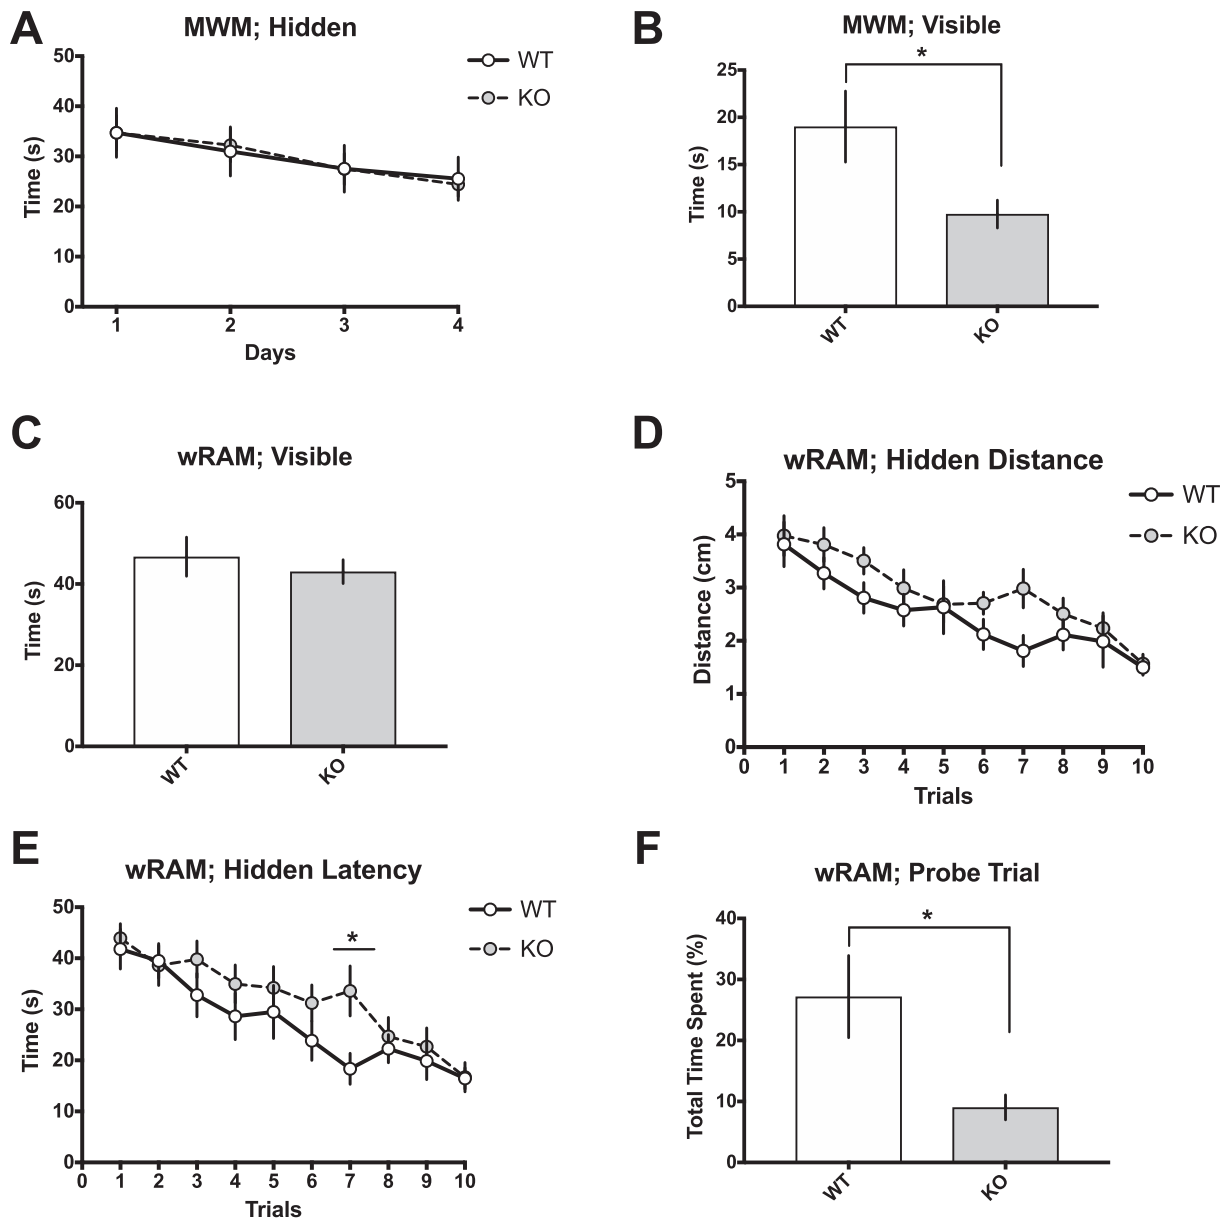 A
MWM; Hidden
WT
KO
50
40
30
20
10
0
Time (s)
1 2 3 4
Days
B
MWM; Visible
*
25
20
15
10
5
0
Time (s)
WT KO
C
wRAM; Visible
60
40
20
0
Time (s)
WT KO
D
wRAM; Hidden Distance
WT
KO
5
4
3
2
1
0
Distance (cm)
0 1 2 3 4 5 6 7 8 9 10
Trials
E
wRAM; Hidden Latency
WT
KO
*
50
40
30
20
10
0
Time (s)
0 1 2 3 4 5 6 7 8 9 10
Trials
F
wRAM; Probe Trial
*
40
30
20
10
0
Total Time Spent (%)
WT KO